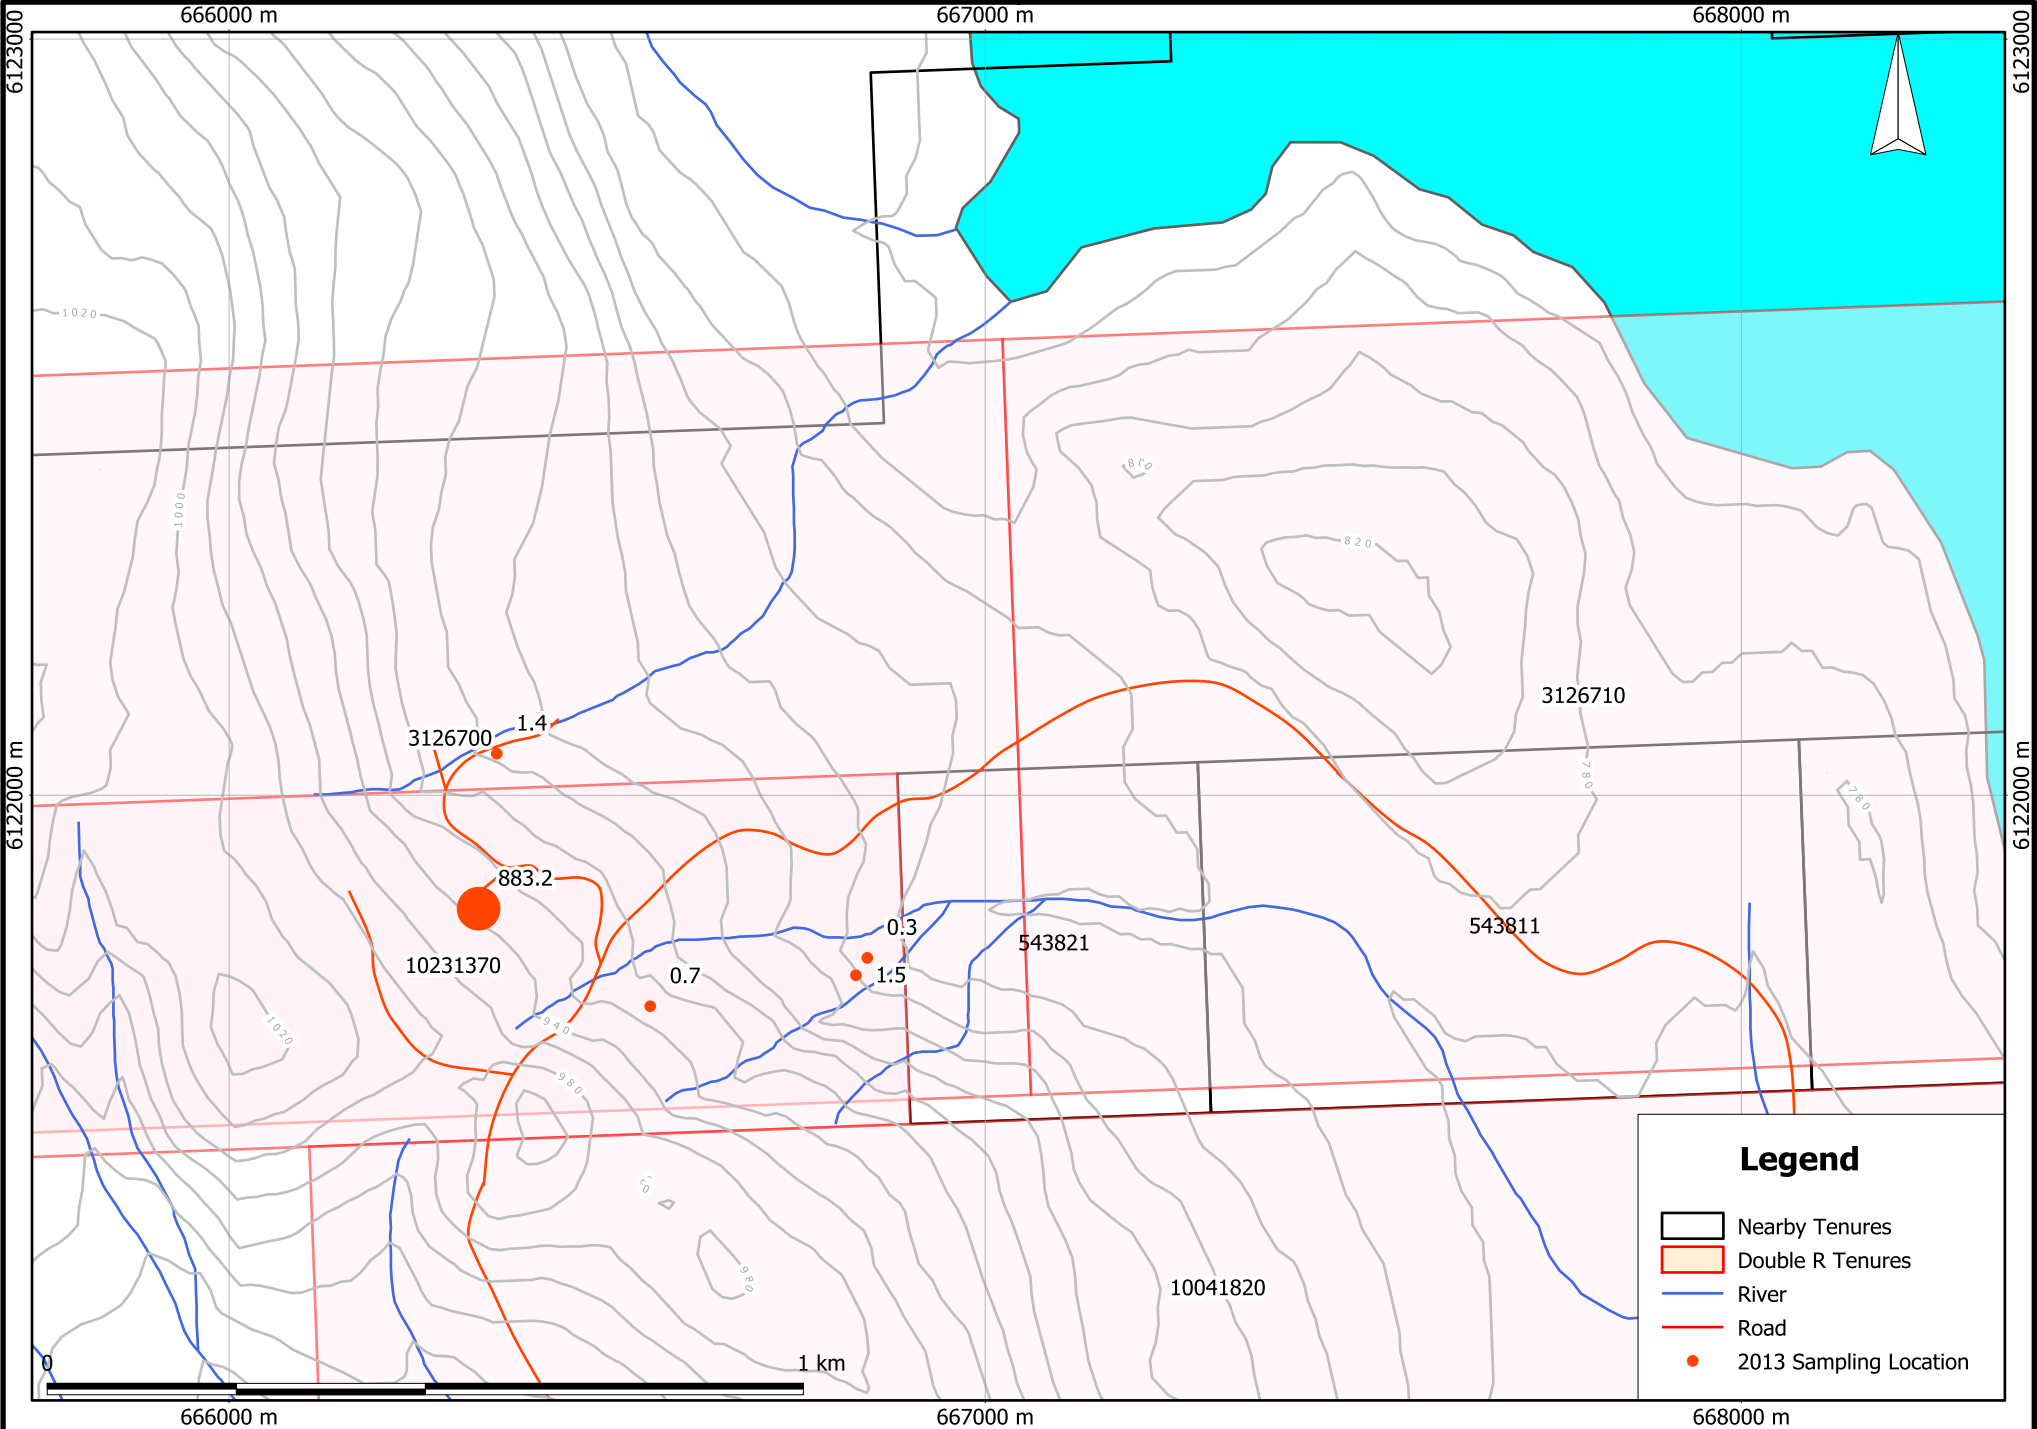 666000 m 667000 m 668000 m
6123000 6123000
1020
820
1000
820
3126710
1.4
3126700
6122000 m 6122000 m
780
780
883.2
0.3
543811
543821
10231370
0.7
1.5
1020
940
980
980
10041820
Legend
Nearby Tenures
Double R Tenures
River
Road
2013 Sampling Location
0 1 km
666000 m 667000 m 668000 m